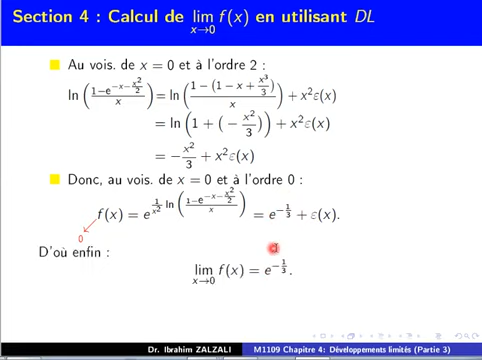 Section 4 : Calcul de lim_{x→0} f(x) en utilisant DL
Au vois. de x = 0 et à l'ordre 2 :
ln((1−e^{−x−x²/2})/x) = ln((1 − (1 − x + x³/3))/x) + x²ε(x)
= ln(1 + (− x²/3)) + x²ε(x)
= −x²/3 + x²ε(x)
Donc, au vois. de x = 0 et à l'ordre 0 :
f(x) = e^{1/x² ln((1−e^{−x−x²/2})/x)} = e^{−1/3} + ε(x).
0
D'où enfin :
lim_{x→0} f(x) = e^{−1/3}.
Dr. Ibrahim ZALZALI M1109 Chapitre 4: Développements limités (Partie 3)